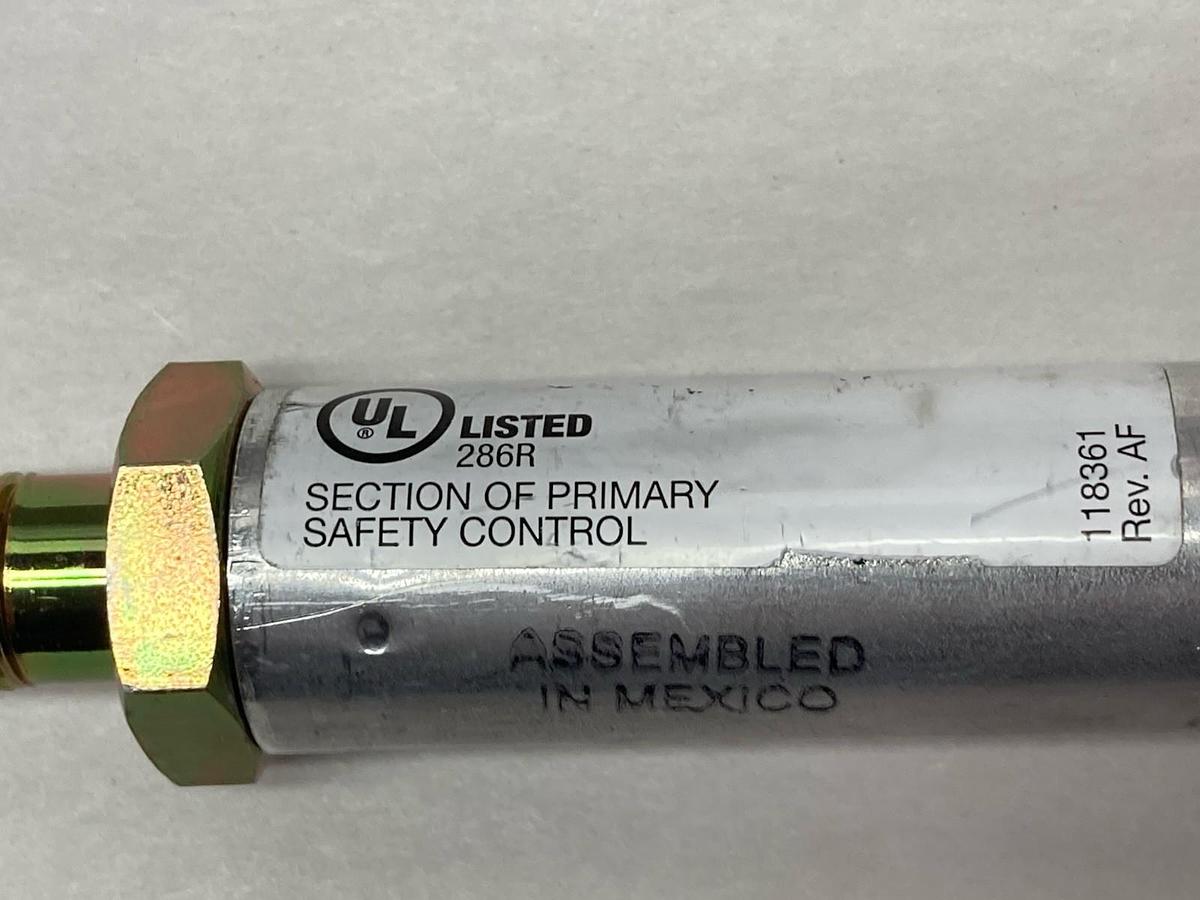 UL ® LISTED
286R
SECTION OF PRIMARY
SAFETY CONTROL
118361
Rev. AF
ASSEMBLED
IN MEXICO